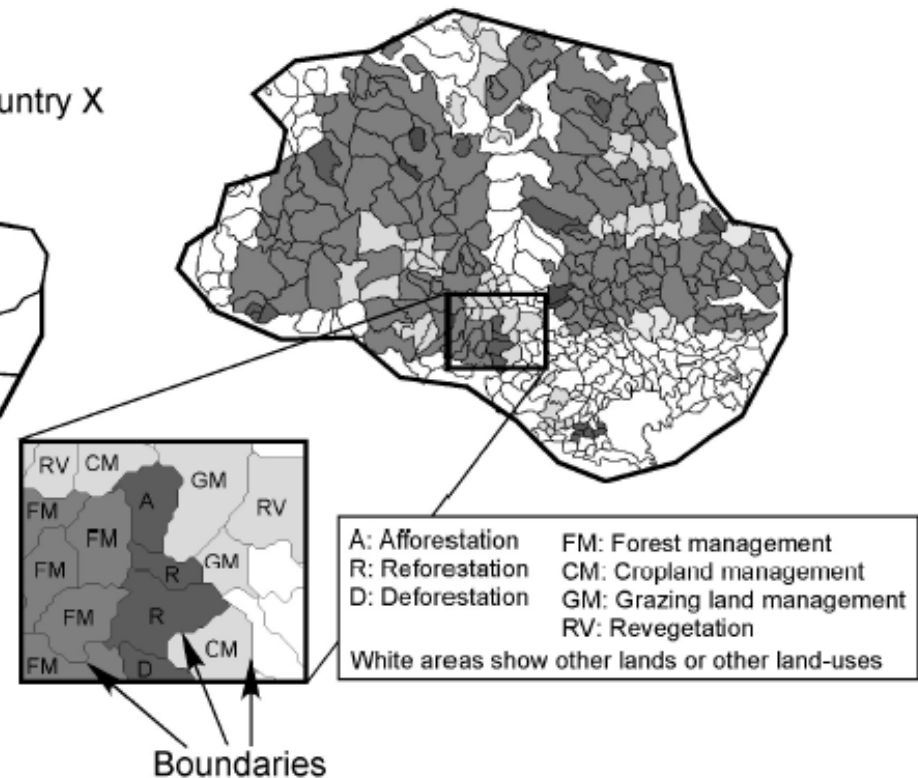 untry X
RV CM GM
A RV
FM FM
FM R GM
FM R
CM
FM D
A: Afforestation FM: Forest management
R: Reforestation CM: Cropland management
D: Deforestation GM: Grazing land management
RV: Revegetation
White areas show other lands or other land-uses
Boundaries